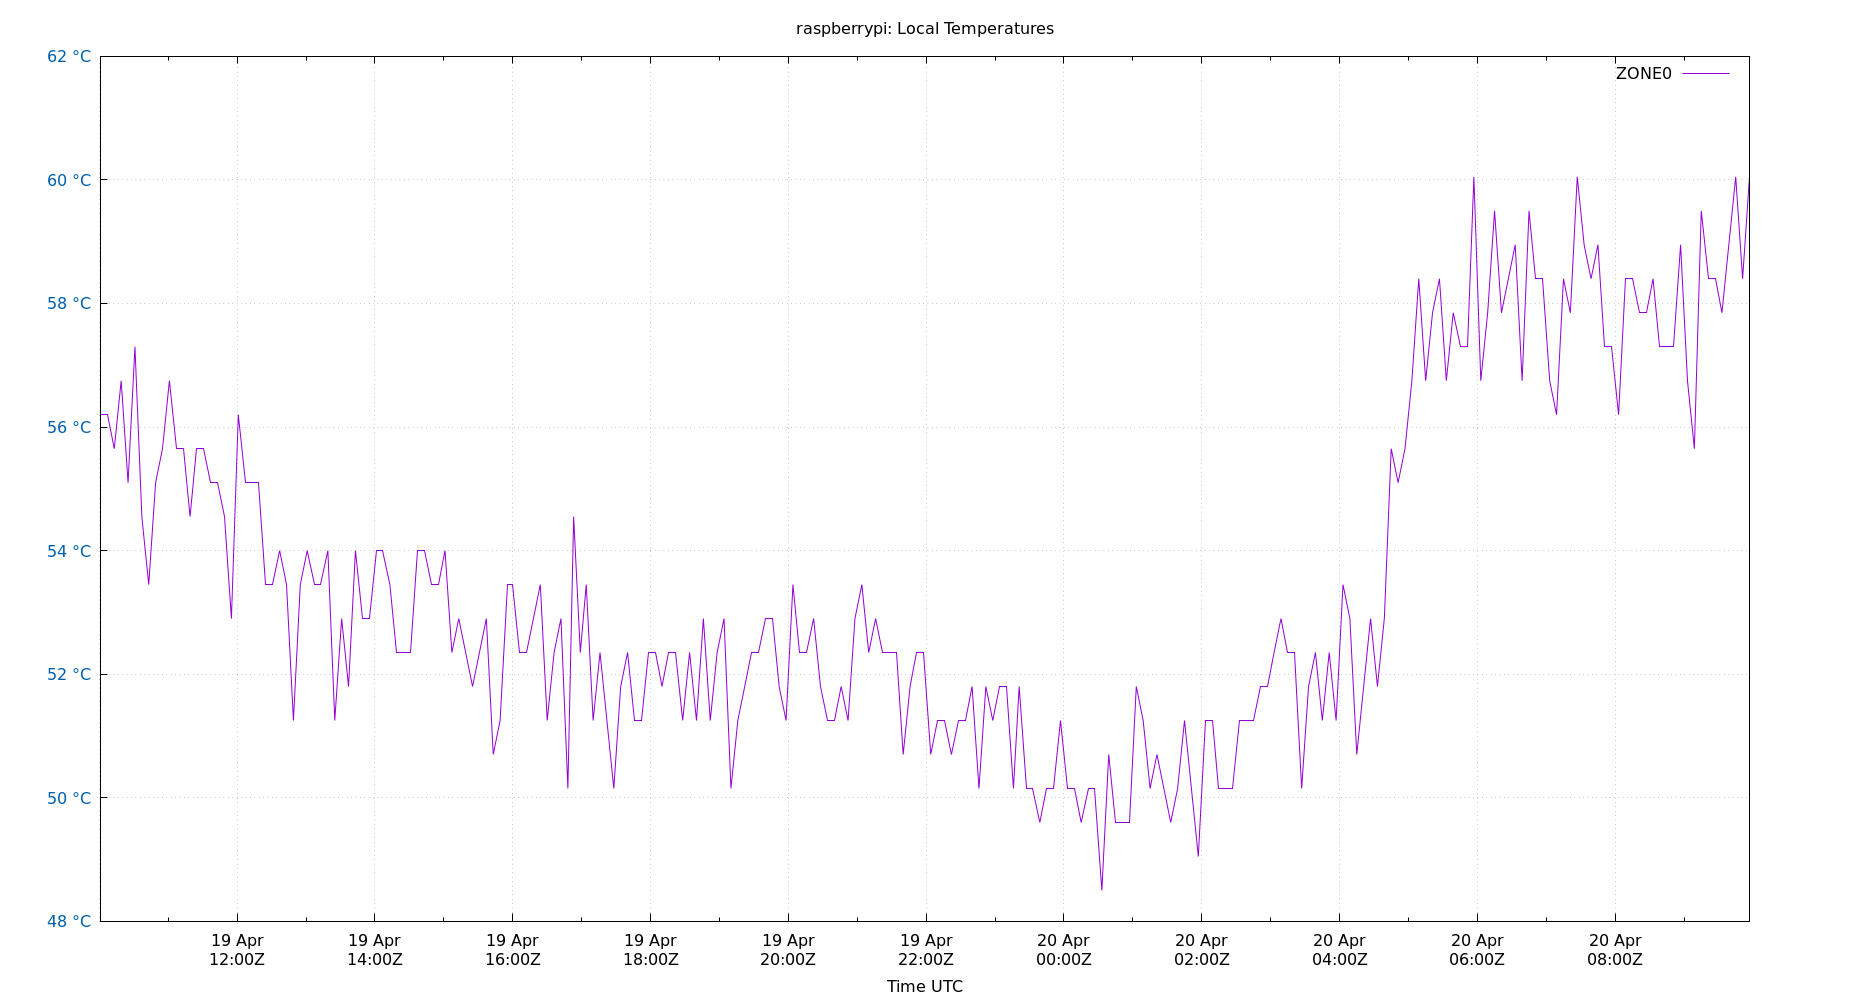 raspberrypi: Local Temperatures
62 °C
ZONE0
60 °C
58 °C
56 °C
54 °C
52 °C
50 °C
48 °C
19 Apr 19 Apr 19 Apr 19 Apr 19 Apr 19 Apr 20 Apr 20 Apr 20 Apr 20 Apr 20 Apr
12:00Z 14:00Z 16:00Z 18:00Z 20:00Z 22:00Z 00:00Z 02:00Z 04:00Z 06:00Z 08:00Z
Time UTC